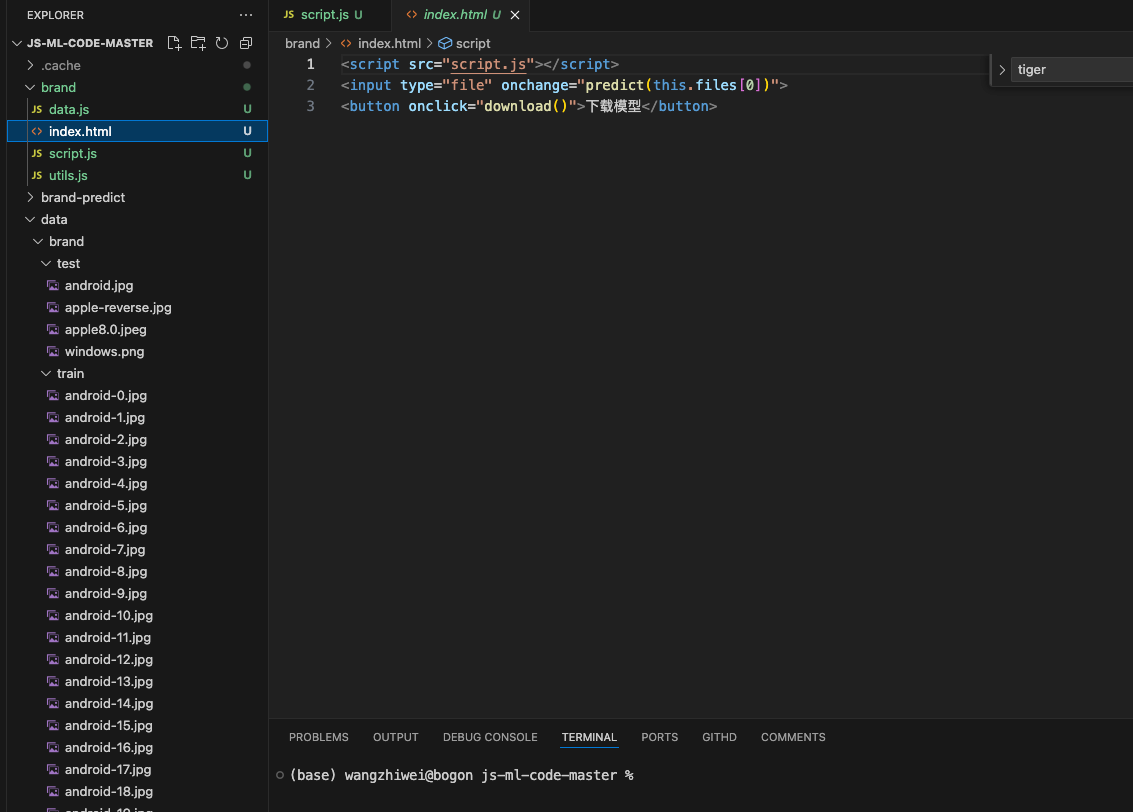 EXPLORER
JS-ML-CODE-MASTER
.cache
brand
JS data.js U
index.html U
JS script.js U
JS utils.js U
brand-predict
data
brand
test
android.jpg
apple-reverse.jpg
apple8.0.jpeg
windows.png
train
android-0.jpg
android-1.jpg
android-2.jpg
android-3.jpg
android-4.jpg
android-5.jpg
android-6.jpg
android-7.jpg
android-8.jpg
android-9.jpg
android-10.jpg
android-11.jpg
android-12.jpg
android-13.jpg
android-14.jpg
android-15.jpg
android-16.jpg
android-17.jpg
android-18.jpg
JS script.js U
<> index.html U
brand > <> index.html > script
1 <script src="script.js"></script>
2 <input type="file" onchange="predict(this.files[0])">
3 <button onclick="download()">下载模型</button>
tiger
PROBLEMS OUTPUT DEBUG CONSOLE TERMINAL PORTS GITHD COMMENTS
(base) wangzhiwei@bogon js-ml-code-master %